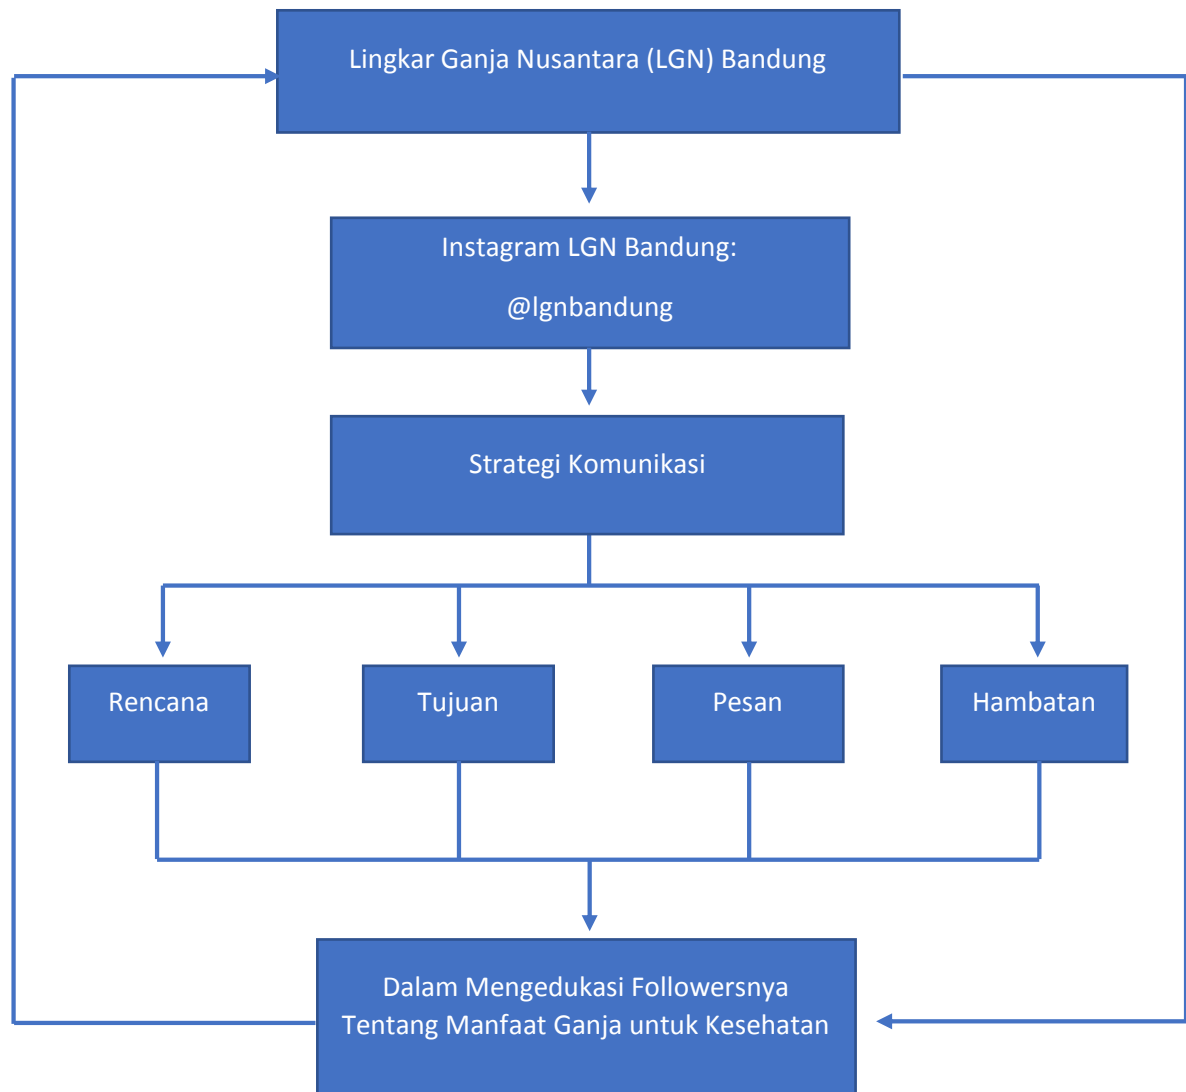 Lingkar Ganja Nusantara (LGN) Bandung
Instagram LGN Bandung:
@lgnbandung
Strategi Komunikasi
Rencana
Tujuan
Pesan
Hambatan
Dalam Mengedukasi Followersnya
Tentang Manfaat Ganja untuk Kesehatan